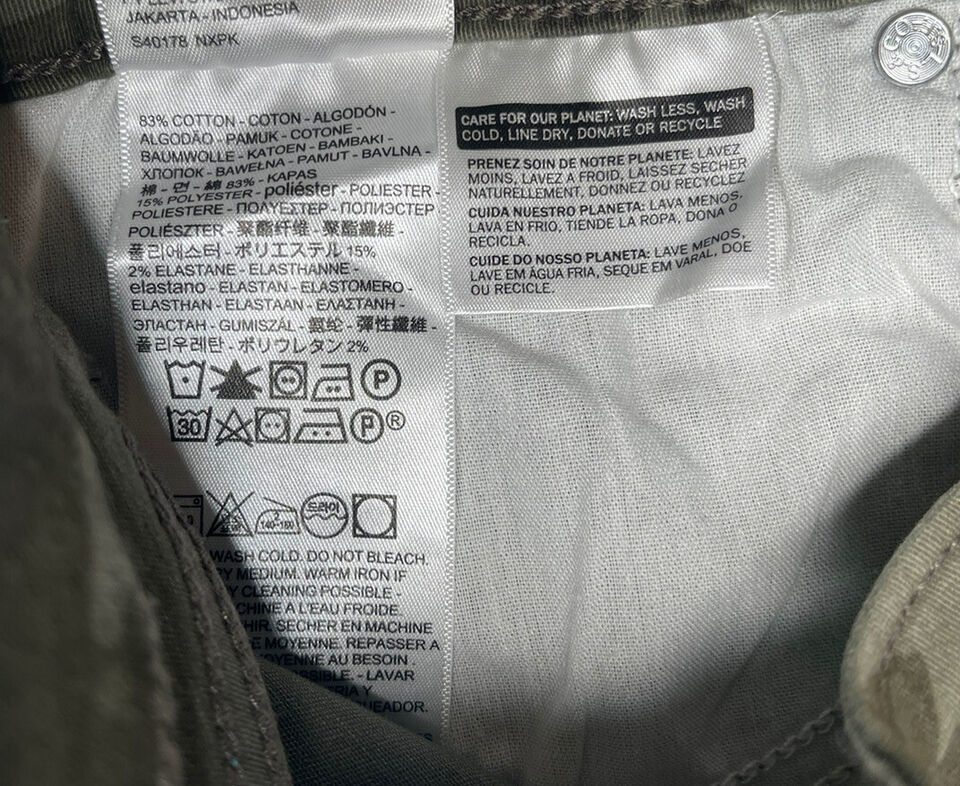 JAKARTA - INDONESIA
S40178 NXPK
83% COTTON - COTON - ALGODÓN -
ALGODÃO - PAMUK - COTONE -
BAUMWOLLE - KATOEN - BAMBAKI -
ХЛОПОК - BAWEŁNA - PAMUT - BAVLNA -
棉 - 면 - 綿 83% - KAPAS
15% POLYESTER - poliéster - POLIESTER -
POLIESTERE - ΠΟΛΥΕΣΤΕΡ - ПОЛИЭСТЕР
POLIÉSZTER - 聚酯纤维 - 聚酯纖維 -
폴리에스터 - ポリエステル 15%
2% ELASTANE - ELASTHANNE -
elastano - ELASTAN - ELASTOMERO -
ELASTHAN - ELASTAAN - ΕΛΑΣΤΑΝΗ -
ЭЛАСТАН - GUMISZÁL - 氨纶 - 彈性纖維 -
폴리우레탄 - ポリウレタン 2%
P
30 P ®
드라이
140~160
WASH COLD. DO NOT BLEACH.
MEDIUM. WARM IRON IF
CLEANING POSSIBLE -
A L'EAU FROIDE
SECHER EN MACHINE
MOYENNE. REPASSER A
AU BESOIN
- LAVAR
Y
CARE FOR OUR PLANET: WASH LESS, WASH
COLD, LINE DRY, DONATE OR RECYCLE
PRENEZ SOIN DE NOTRE PLANETE: LAVEZ
MOINS, LAVEZ A FROID, LAISSEZ SECHER
NATURELLEMENT, DONNEZ OU RECYCLEZ
CUIDA NUESTRO PLANETA: LAVA MENOS,
LAVA EN FRIO, TIENDE LA ROPA, DONA O
RECICLA.
CUIDE DO NOSSO PLANETA: LAVE MENOS,
LAVE EM ÁGUA FRIA, SEQUE EM VARAL, DOE
OU RECICLE.